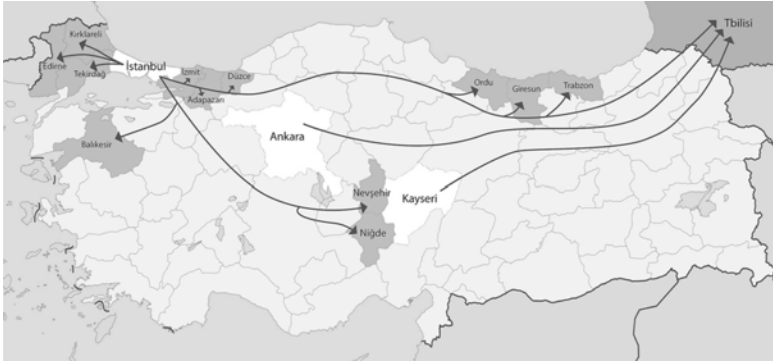 Tbilisi
Kırklareli
Edirne
Tekirdağ
İstanbul
İzmit
Düzce
Adapazarı
Ordu
Giresun
Trabzon
Balıkesir
Ankara
Nevşehir
Kayseri
Niğde